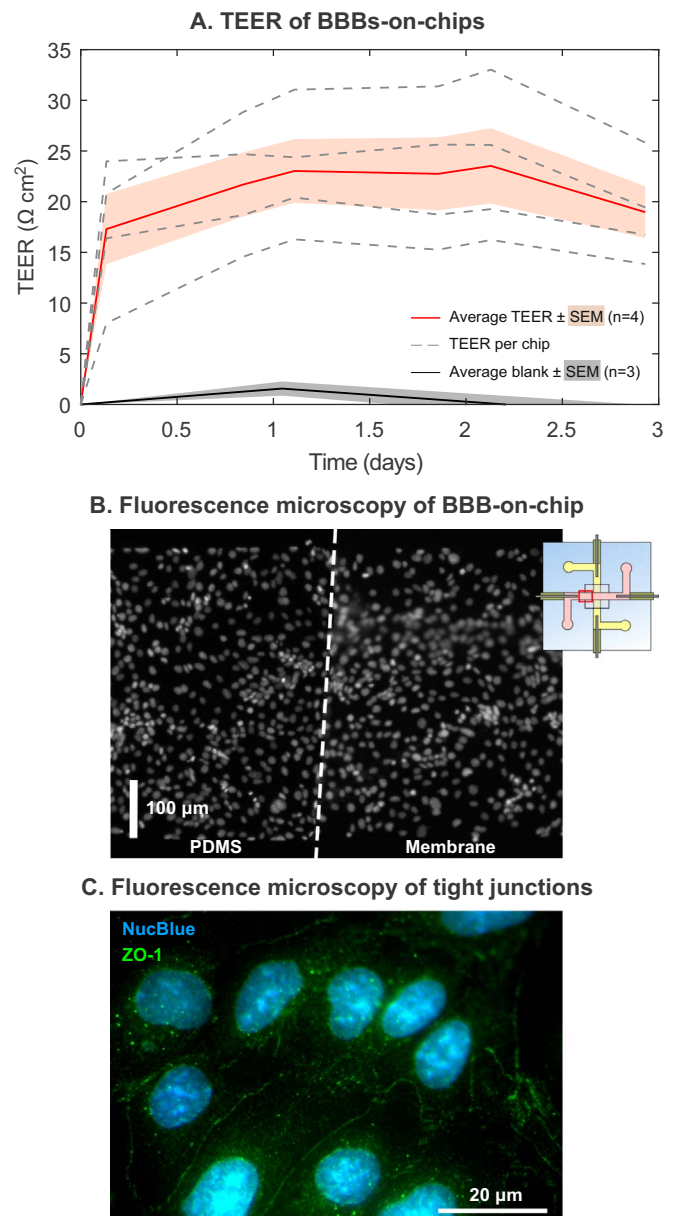 A. TEER of BBBs-on-chips
35
30
25
20
15
10
5
0
TEER (Ω cm²)
Average TEER ± SEM (n=4)
TEER per chip
Average blank ± SEM (n=3)
0
0.5
1
1.5
2
2.5
3
Time (days)
B. Fluorescence microscopy of BBB-on-chip
100 µm
PDMS
Membrane
C. Fluorescence microscopy of tight junctions
NucBlue
ZO-1
20 µm